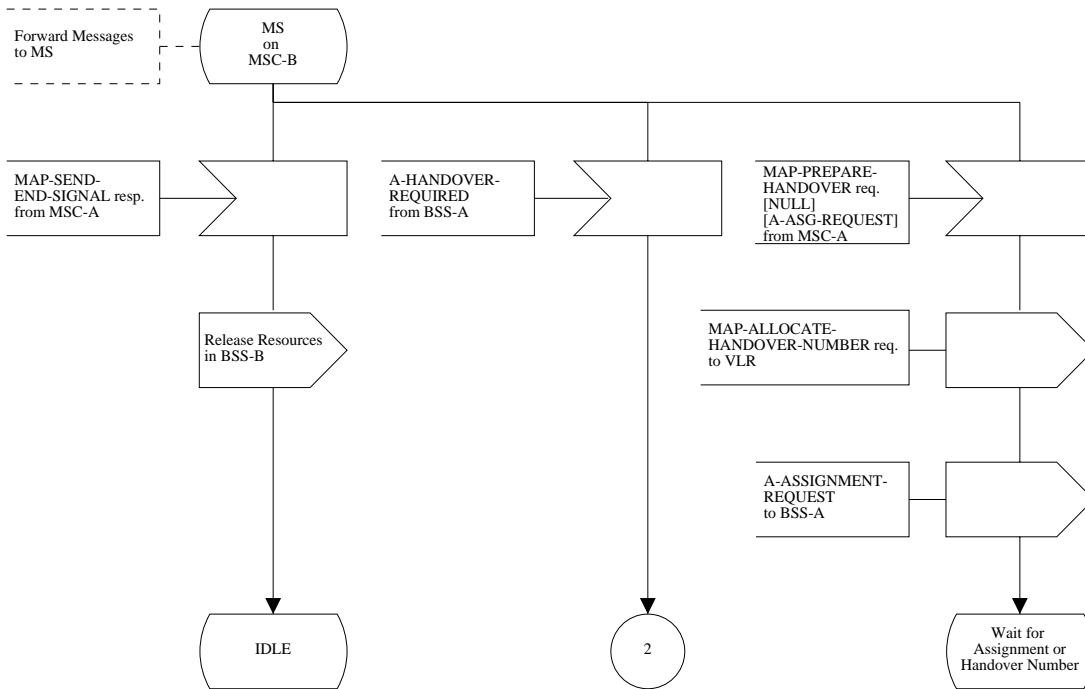 Forward Messages
to MS
MS
on
MSC-B
MAP-SEND-
END-SIGNAL resp.
from MSC-A
A-HANDOVER-
REQUIRED
from BSS-A
MAP-PREPARE-
HANDOVER req.
[NULL]
[A-ASG-REQUEST]
from MSC-A
Release Resources
in BSS-B
MAP-ALLOCATE-
HANDOVER-NUMBER req.
to VLR
A-ASSIGNMENT-
REQUEST
to BSS-A
IDLE
2
Wait for
Assignment or
Handover Number